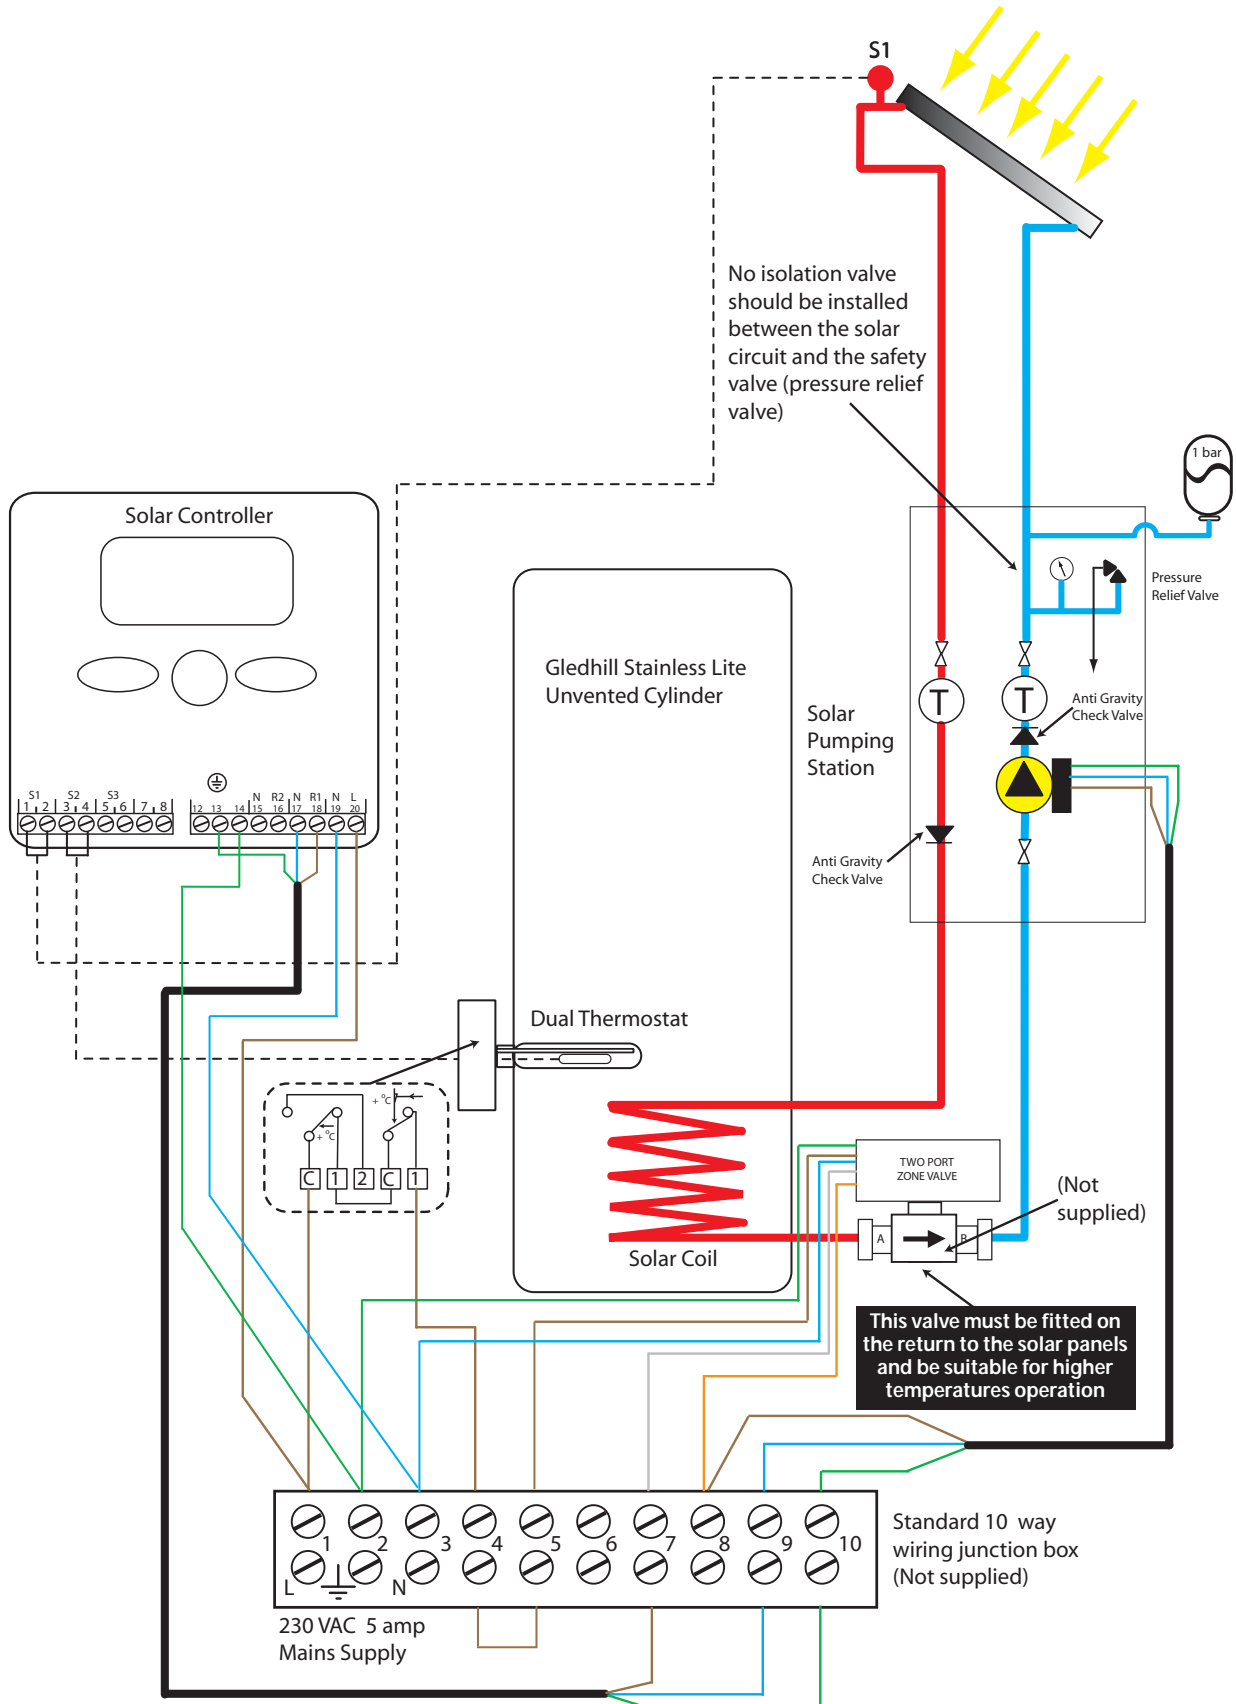 S1
No isolation valve
should be installed
between the solar
circuit and the safety
valve (pressure relief
valve)
1 bar
Solar Controller
Pressure
Relief Valve
Gledhill Stainless Lite
Unvented Cylinder
T
T
Anti Gravity
Check Valve
Solar
Pumping
Station
S1 S2 S3
1 2 3 4 5 6 7 8
N R2 N R1 N L
12 13 14 15 16 17 18 19 20
Anti Gravity
Check Valve
Dual Thermostat
+ °C
+ °C
C 1 2 C 1
TWO PORT
ZONE VALVE
(Not
supplied)
A B
Solar Coil
This valve must be fitted on
the return to the solar panels
and be suitable for higher
temperatures operation
1 2 3 4 5 6 7 8 9 10
L N
Standard 10 way
wiring junction box
(Not supplied)
230 VAC 5 amp
Mains Supply